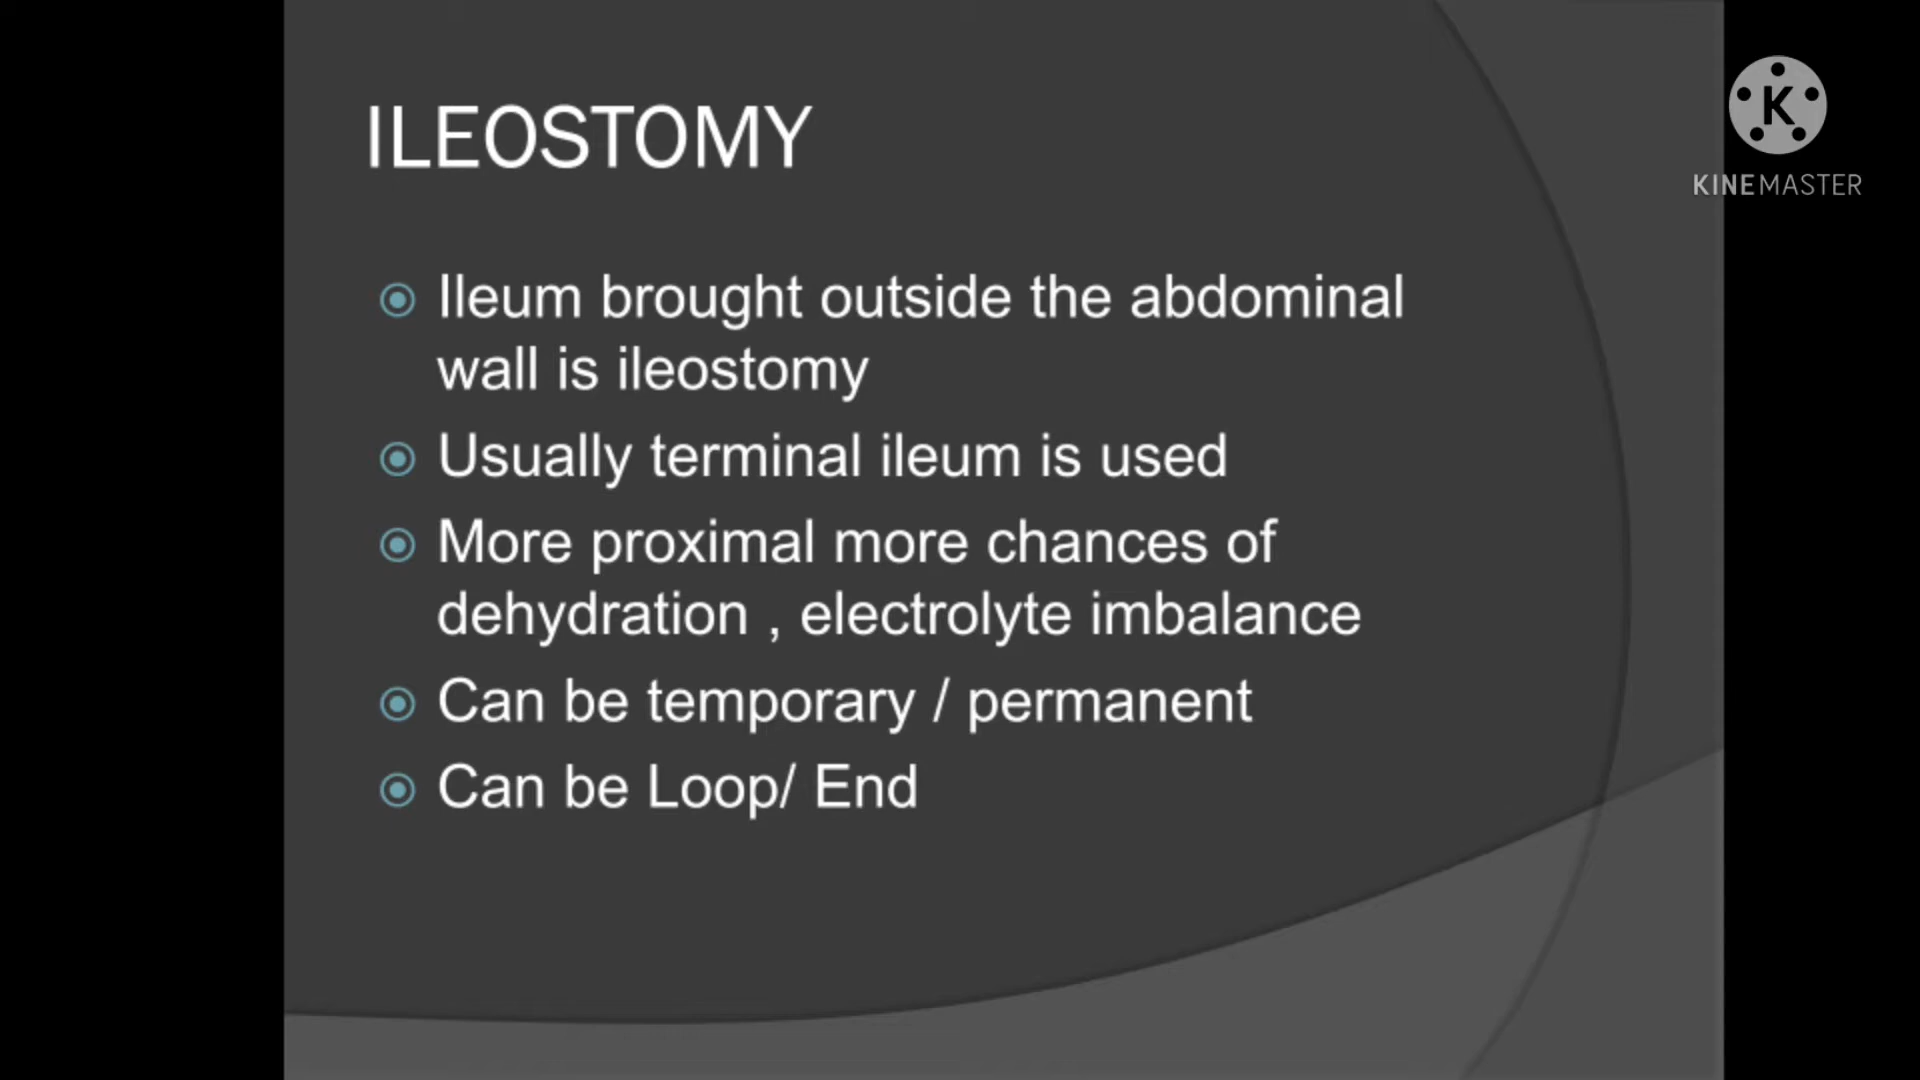 ILEOSTOMY
K
KINEMASTER
Ileum brought outside the abdominal
wall is ileostomy
Usually terminal ileum is used
More proximal more chances of
dehydration , electrolyte imbalance
Can be temporary / permanent
Can be Loop/ End